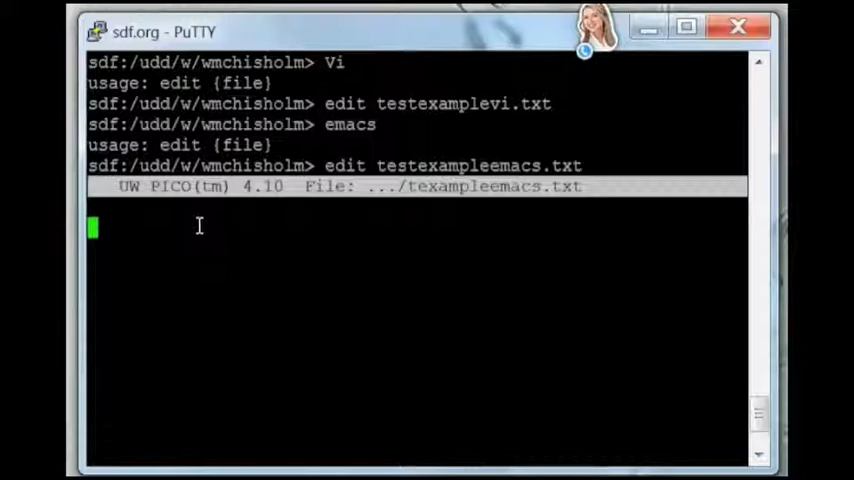 sdf.org - PuTTY
sdf:/udd/w/wmchisholm> Vi
usage: edit {file}
sdf:/udd/w/wmchisholm> edit testexamplevi.txt
sdf:/udd/w/wmchisholm> emacs
usage: edit {file}
sdf:/udd/w/wmchisholm> edit testexampleemacs.txt
UW PICO(tm) 4.10 File: .../texampleemacs.txt